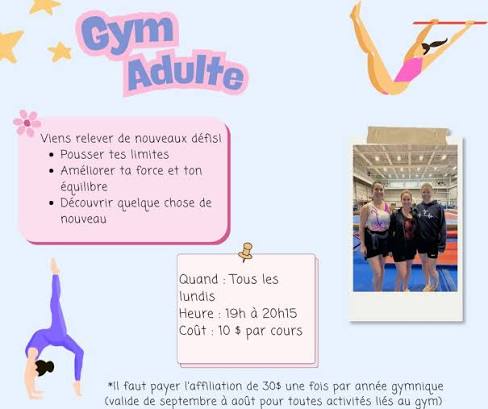 Gym
Adulte
Viens relever de nouveaux défis!
• Pousser tes limites
• Améliorer ta force et ton
équilibre
• Découvrir quelque chose de
nouveau
Quand : Tous les
lundis
Heure : 19h à 20h15
Coût : 10 $ par cours
*Il faut payer l'affiliation de 30$ une fois par année gymnique
(valide de septembre à août pour toutes activités liés au gym)